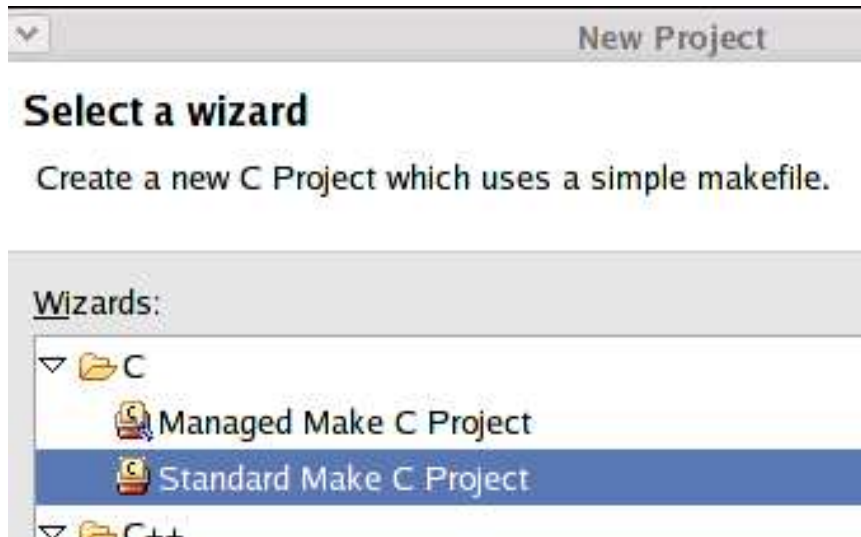 New Project
Select a wizard
Create a new C Project which uses a simple makefile.
Wizards:
C
Managed Make C Project
Standard Make C Project
C++